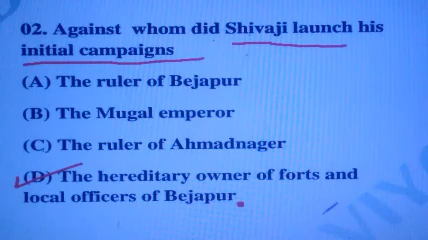 02. Against whom did Shivaji launch his
initial campaigns
(A) The ruler of Bejapur
(B) The Mugal emperor
(C) The ruler of Ahmadnager
(D) The hereditary owner of forts and
local officers of Bejapur